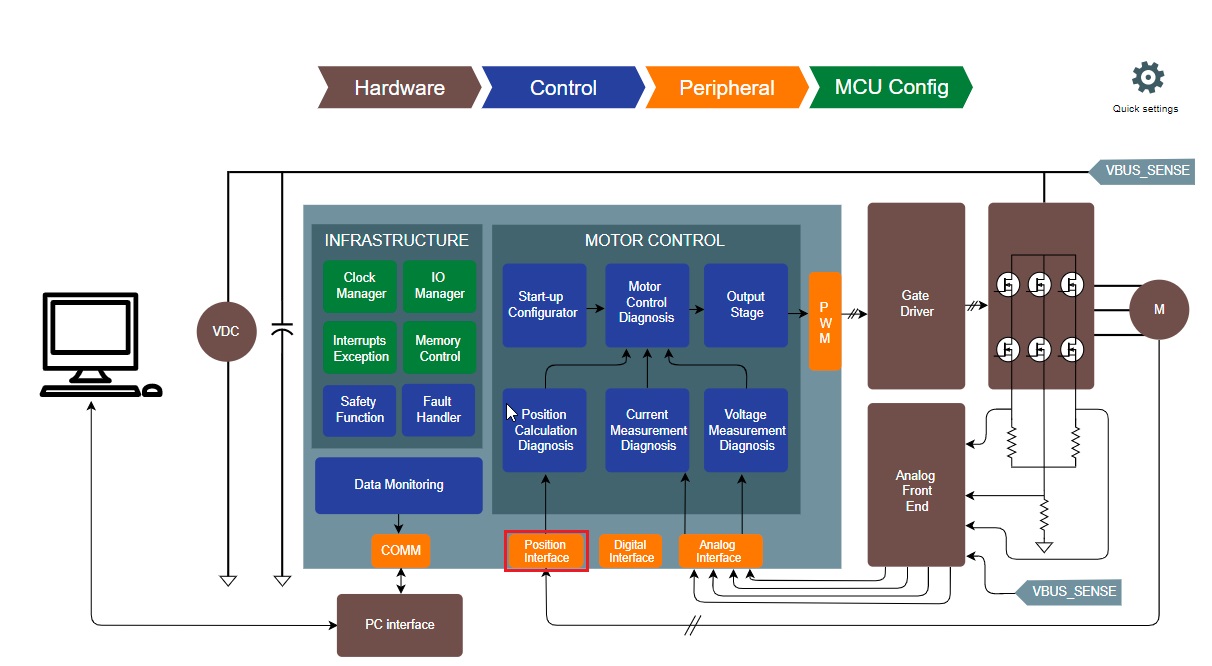 Hardware
Control
Peripheral
MCU Config
Quick settings
VBUS_SENSE
INFRASTRUCTURE
MOTOR CONTROL
Clock
Manager
IO
Manager
Start-up
Configurator
Motor
Control
Diagnosis
Output
Stage
P
W
M
Gate
Driver
M
VDC
Interrupts
Exception
Memory
Control
Safety
Function
Fault
Handler
Position
Calculation
Diagnosis
Current
Measurement
Diagnosis
Voltage
Measurement
Diagnosis
Data Monitoring
Analog
Front
End
COMM
Position
Interface
Digital
Interface
Analog
Interface
VBUS_SENSE
PC interface